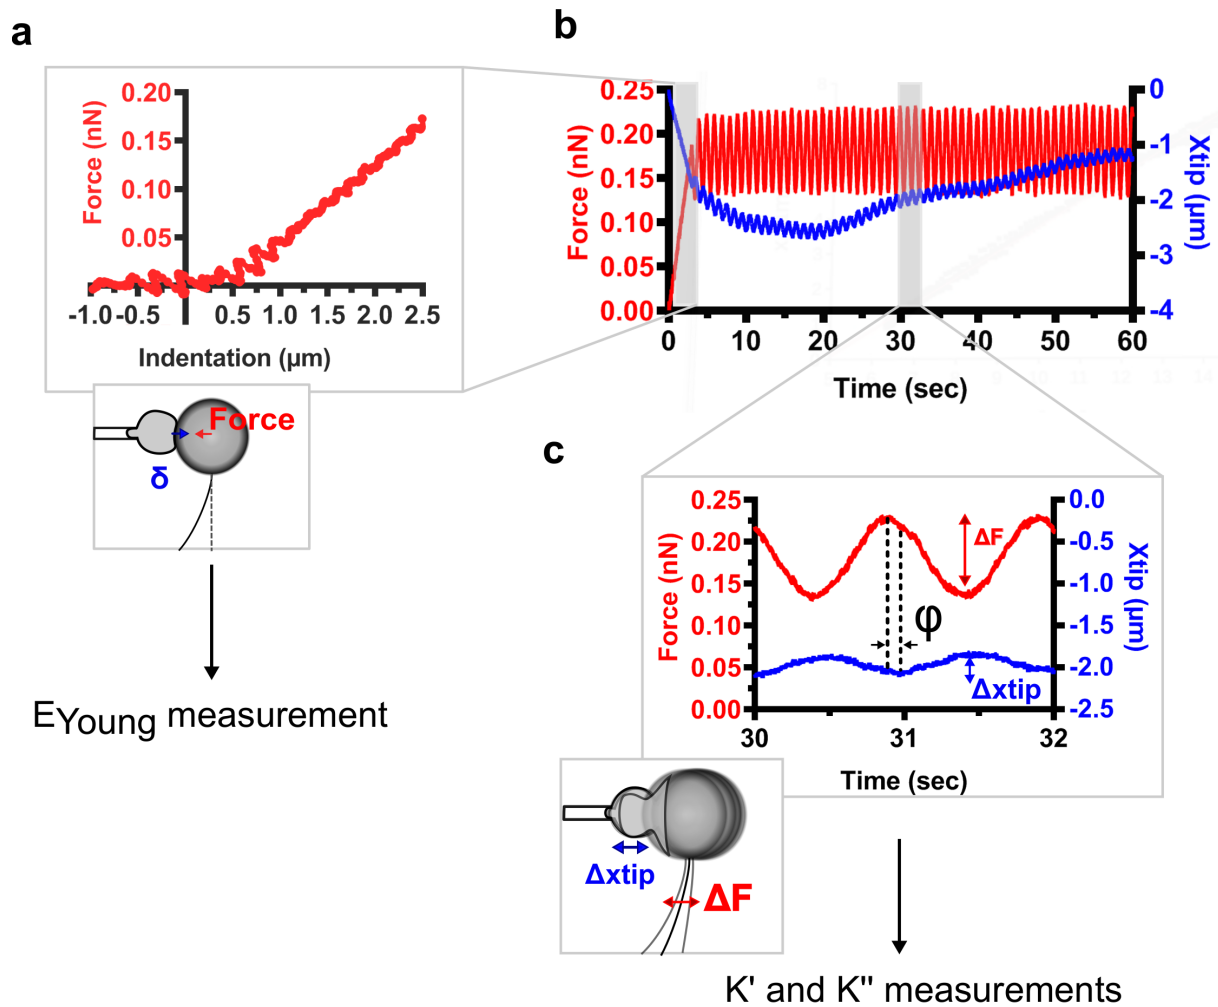 a
Force (nN)
0.20
0.15
0.10
0.05
-1.0 -0.5 0.5 1.0 1.5 2.0 2.5
Indentation (µm)
Force
δ
EYoung measurement
b
Force (nN)
0.25
0.20
0.15
0.10
0.05
0.00
0
-1
-2
-3
-4
Xtip (µm)
0 10 20 30 40 50 60
Time (sec)
c
Force (nN)
0.25
0.20
0.15
0.10
0.05
0.00
0.0
-0.5
-1.0
-1.5
-2.0
-2.5
Xtip (µm)
ΔF
φ
Δxtip
30 31 32
Time (sec)
Δxtip
ΔF
K' and K" measurements